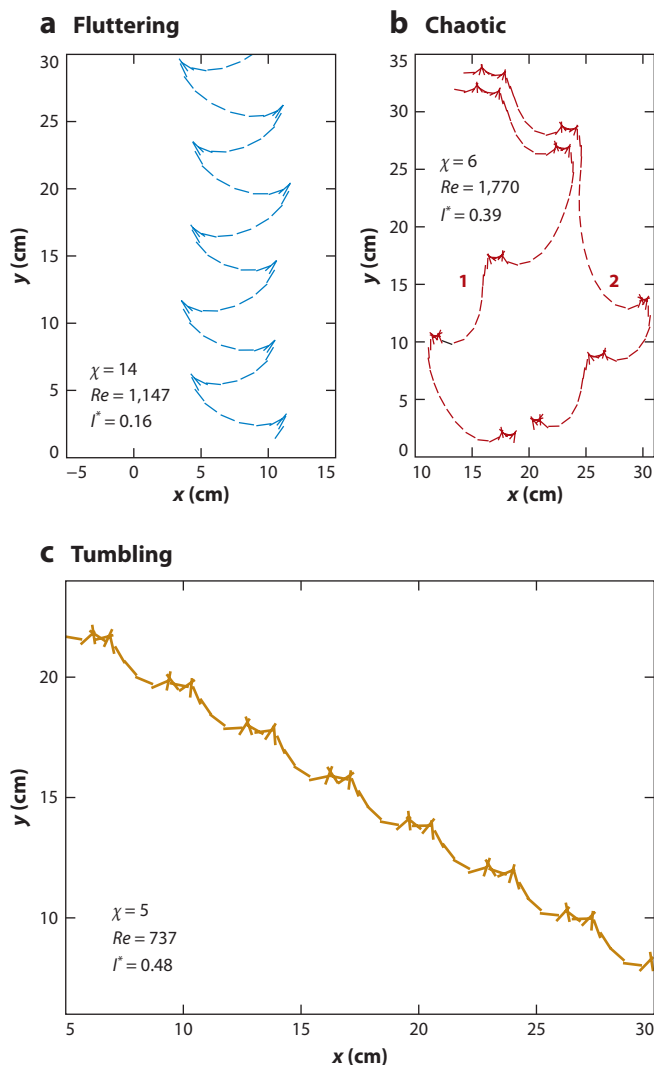 a Fluttering
30
25
20
15
10
5
0
y (cm)
χ = 14
Re = 1,147
I* = 0.16
−5 0 5 10 15
x (cm)
b Chaotic
35
30
25
20
15
10
5
0
y (cm)
χ = 6
Re = 1,770
I* = 0.39
1
2
10 15 20 25 30
x (cm)
c Tumbling
20
15
10
y (cm)
χ = 5
Re = 737
I* = 0.48
5 10 15 20 25 30
x (cm)